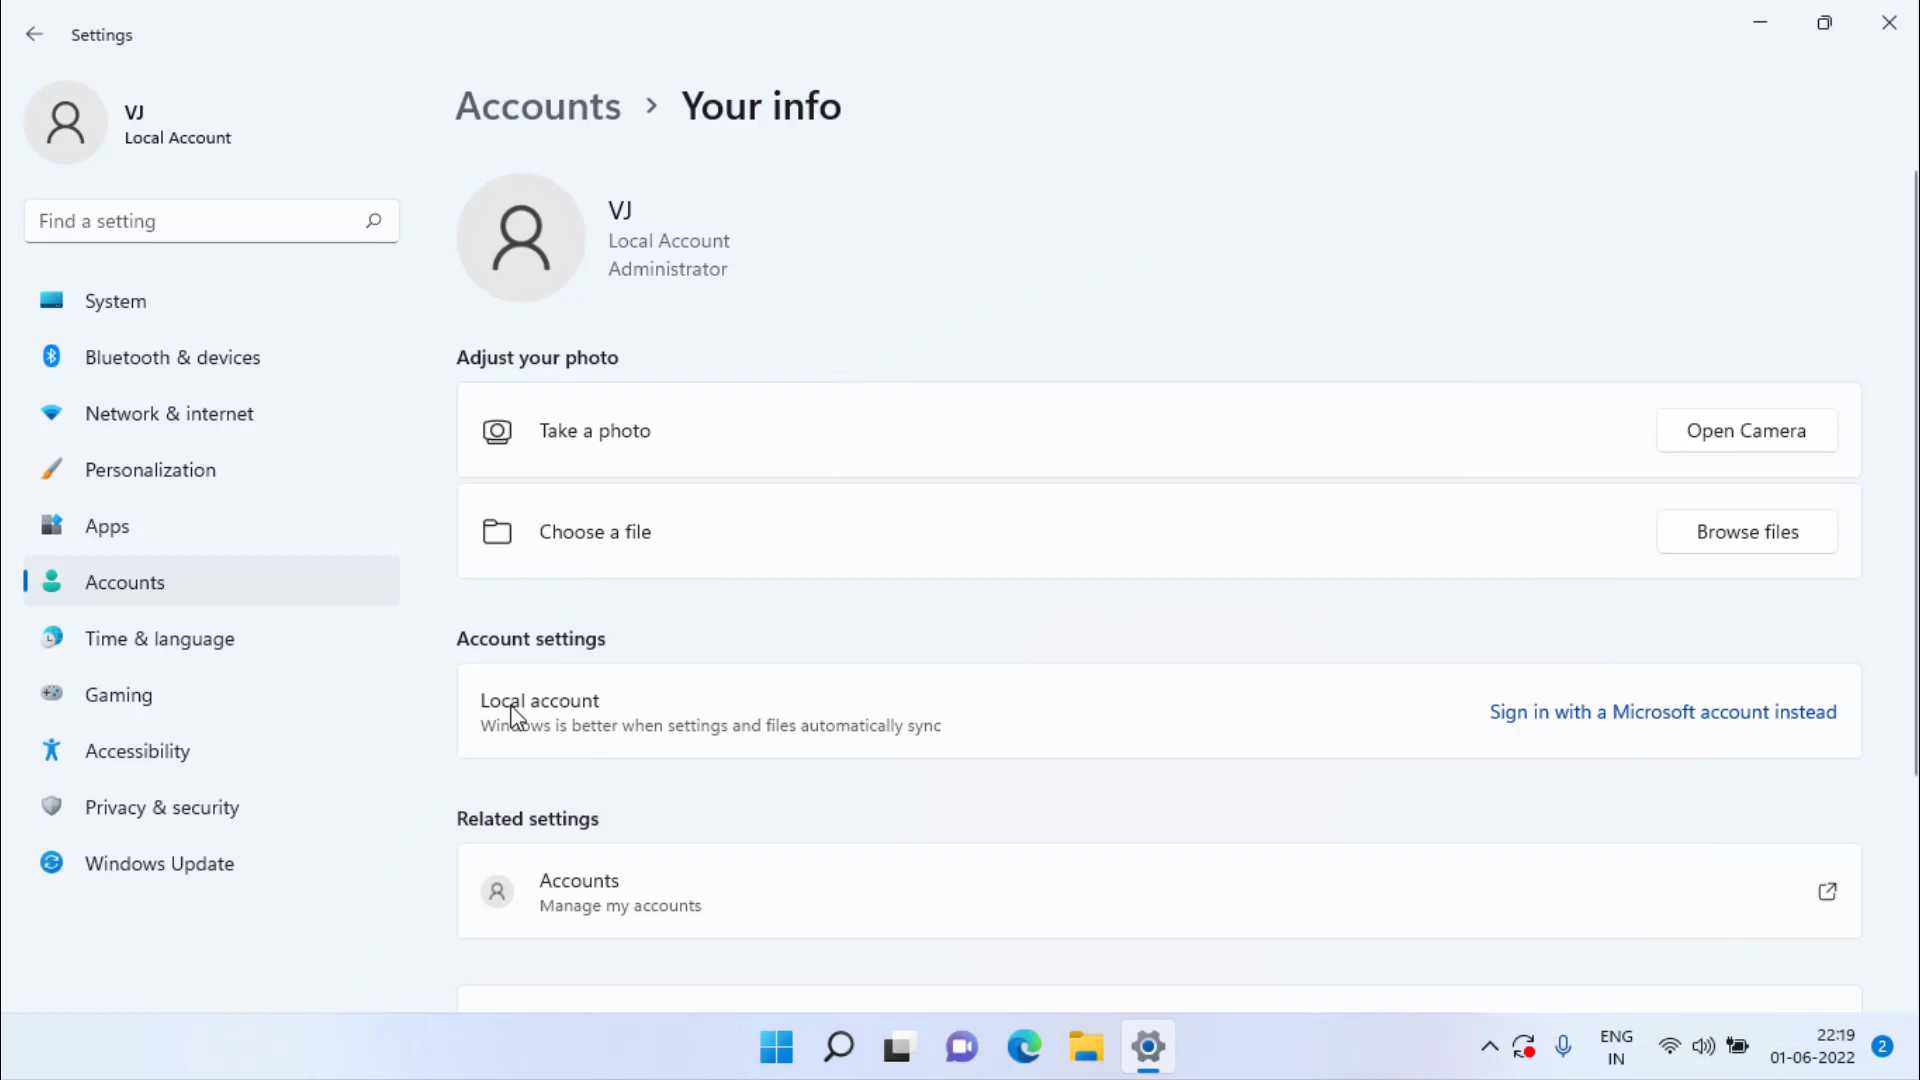 Settings
VJ
Local Account
Find a setting
System
Bluetooth & devices
Network & internet
Personalization
Apps
Accounts
Time & language
Gaming
Accessibility
Privacy & security
Windows Update
Accounts > Your info
VJ
Local Account
Administrator
Adjust your photo
Take a photo
Open Camera
Choose a file
Browse files
Account settings
Local account
Windows is better when settings and files automatically sync
Sign in with a Microsoft account instead
Related settings
Accounts
Manage my accounts
ENG
IN
22:19
01-06-2022
2